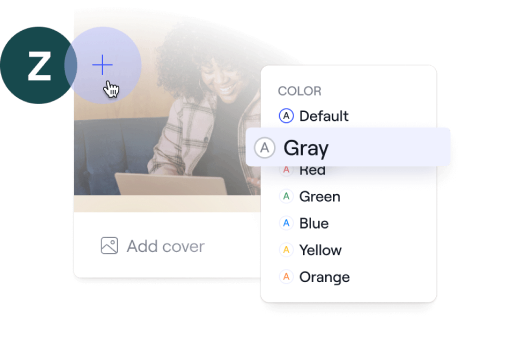 Z
COLOR
A Default
A Gray
A Red
A Green
A Blue
A Yellow
A Orange
Add cover